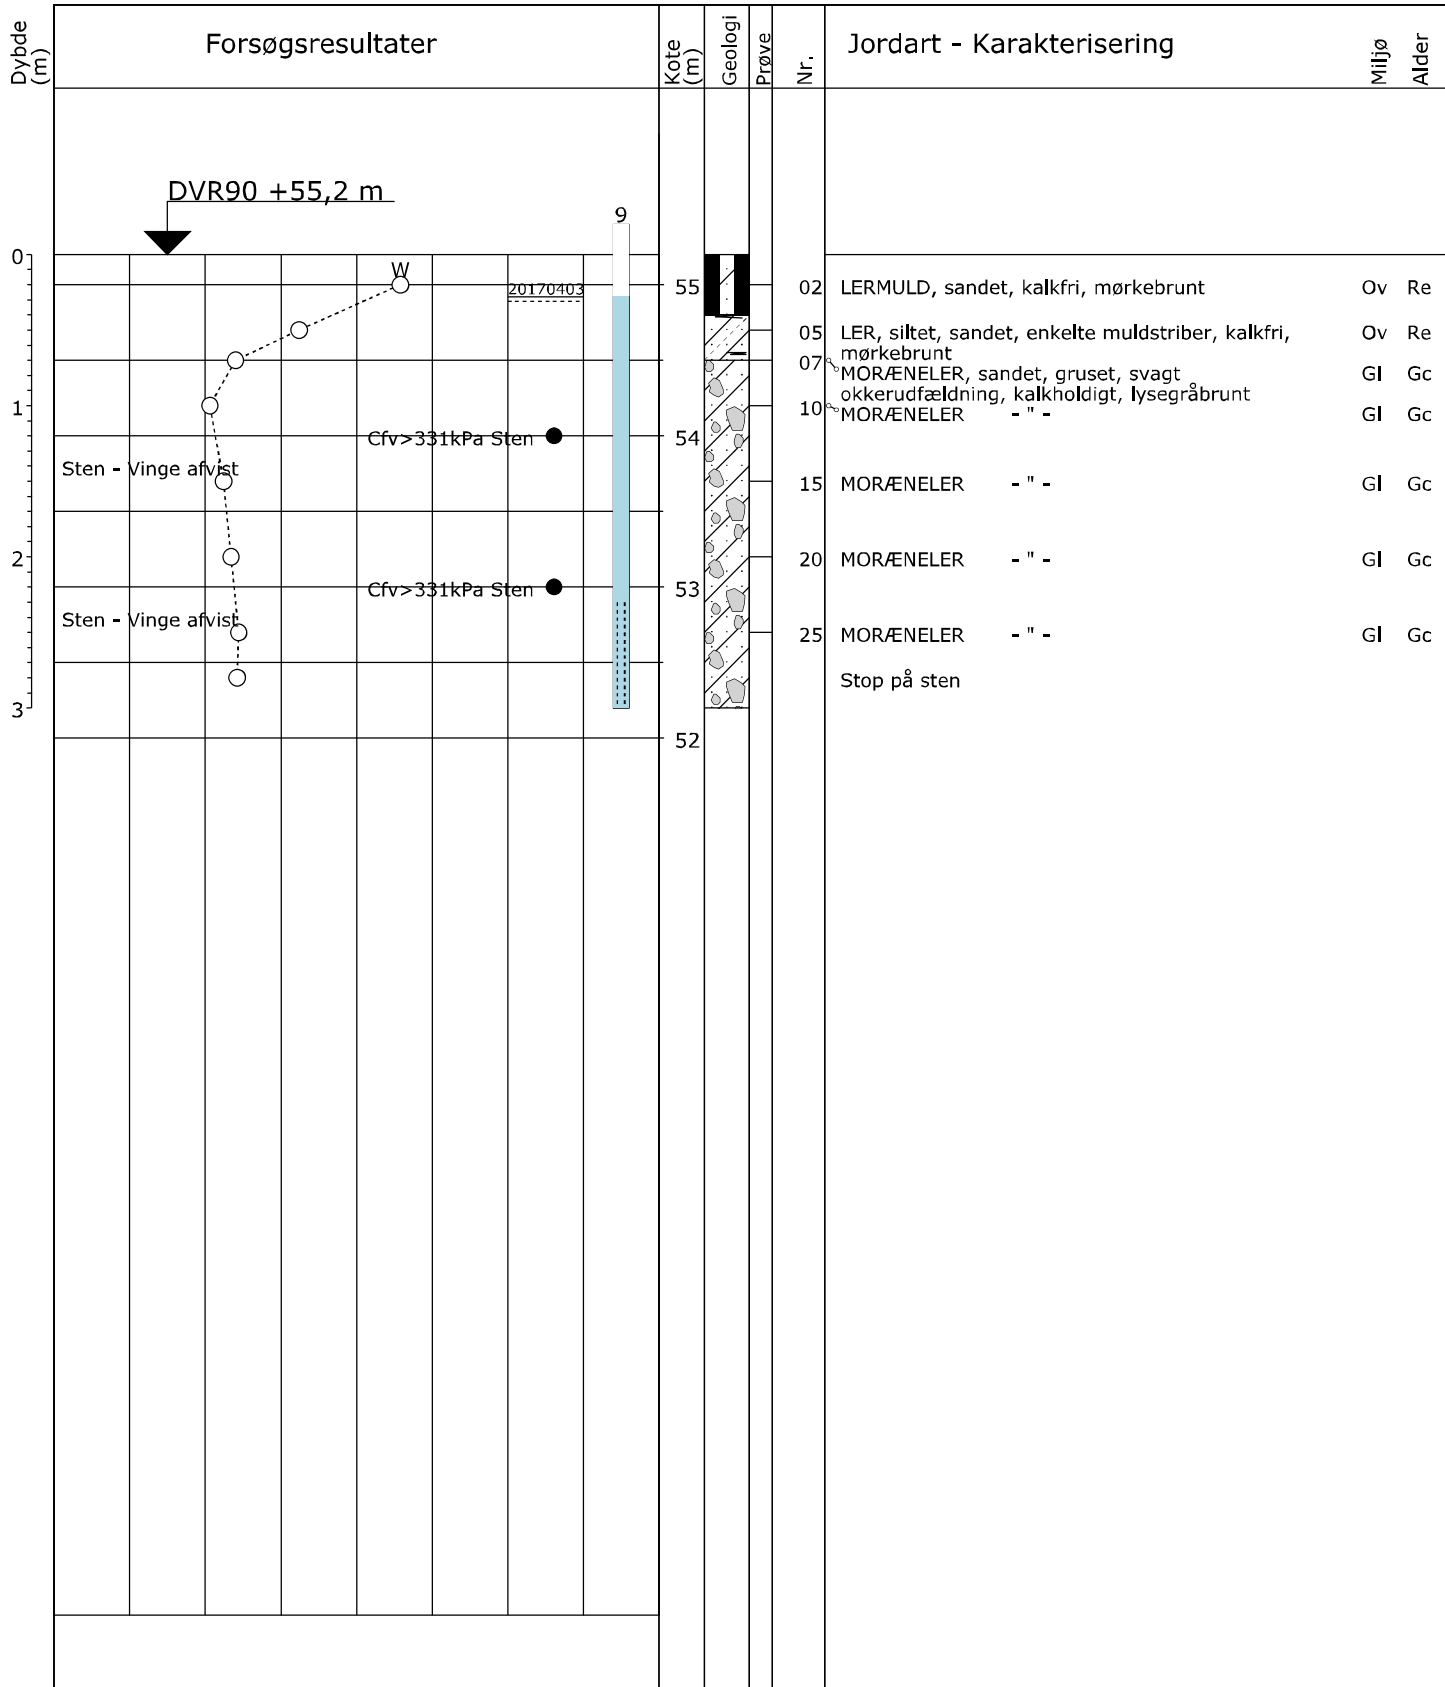 Dybde
(m)
Forsøgsresultater
Kote
(m)
Geologi
Prøve
Nr.
Jordart - Karakterisering
Miljø
Alder
DVR90 +55,2 m
9
0
W
20170403
55
02 LERMULD, sandet, kalkfri, mørkebrunt Ov Re
05 LER, siltet, sandet, enkelte muldstriber, kalkfri, Ov Re
mørkebrunt
07 MORÆNELER, sandet, gruset, svagt Gl Gc
okkerudfældning, kalkholdigt, lysegråbrunt
1
10 MORÆNELER - " - Gl Gc
Cfv>331kPa Sten
54
Sten - Vinge afvist
15 MORÆNELER - " - Gl Gc
2
20 MORÆNELER - " - Gl Gc
Cfv>331kPa Sten
53
Sten - Vinge afvist
25 MORÆNELER - " - Gl Gc
Stop på sten
3
52